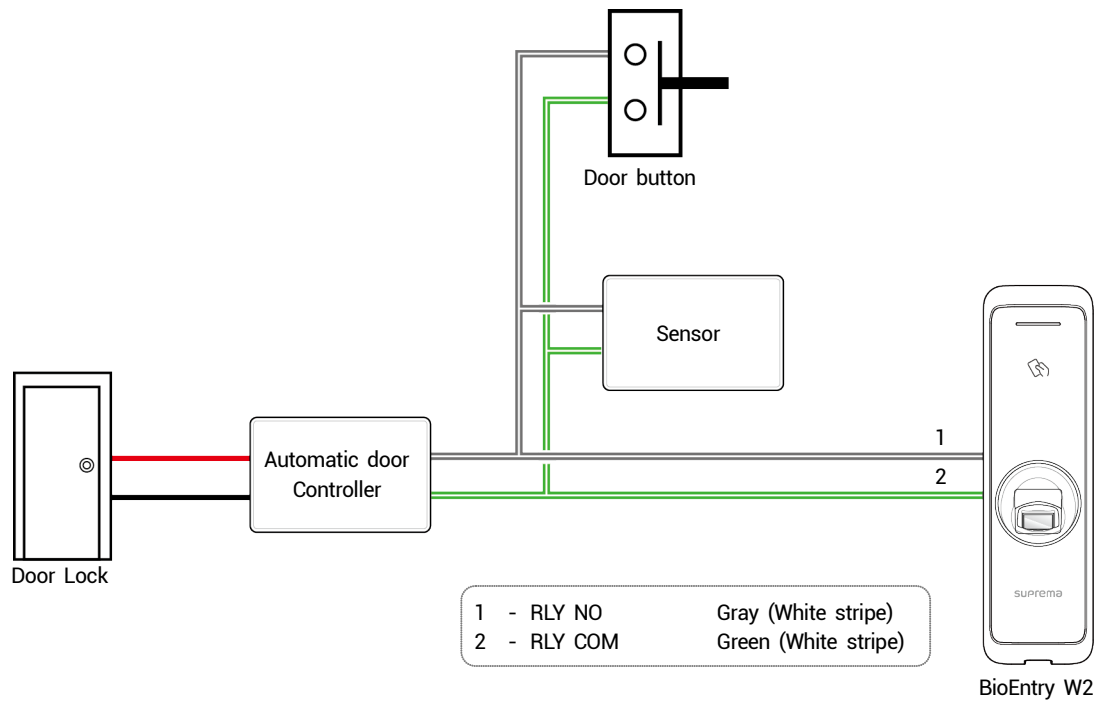 Door button
Sensor
1
Automatic door
Controller
2
Door Lock
suprema
1 - RLY NO Gray (White stripe)
2 - RLY COM Green (White stripe)
BioEntry W2